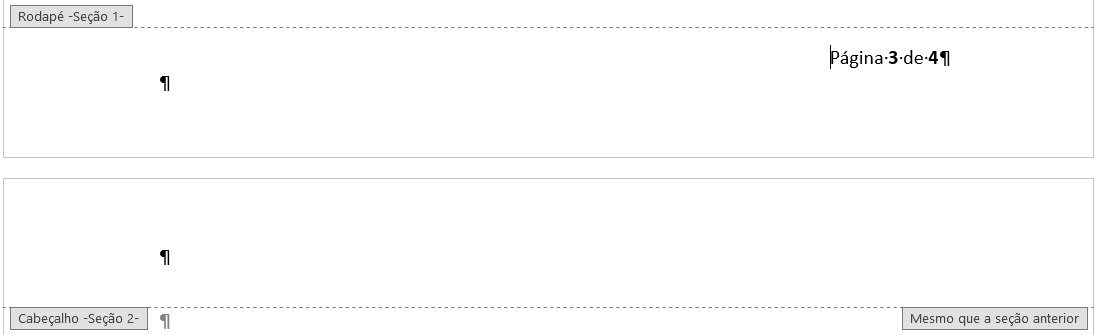 Rodapé -Seção 1-
Página·3·de·4¶
¶
¶
Cabeçalho -Seção 2-
¶
Mesmo que a seção anterior